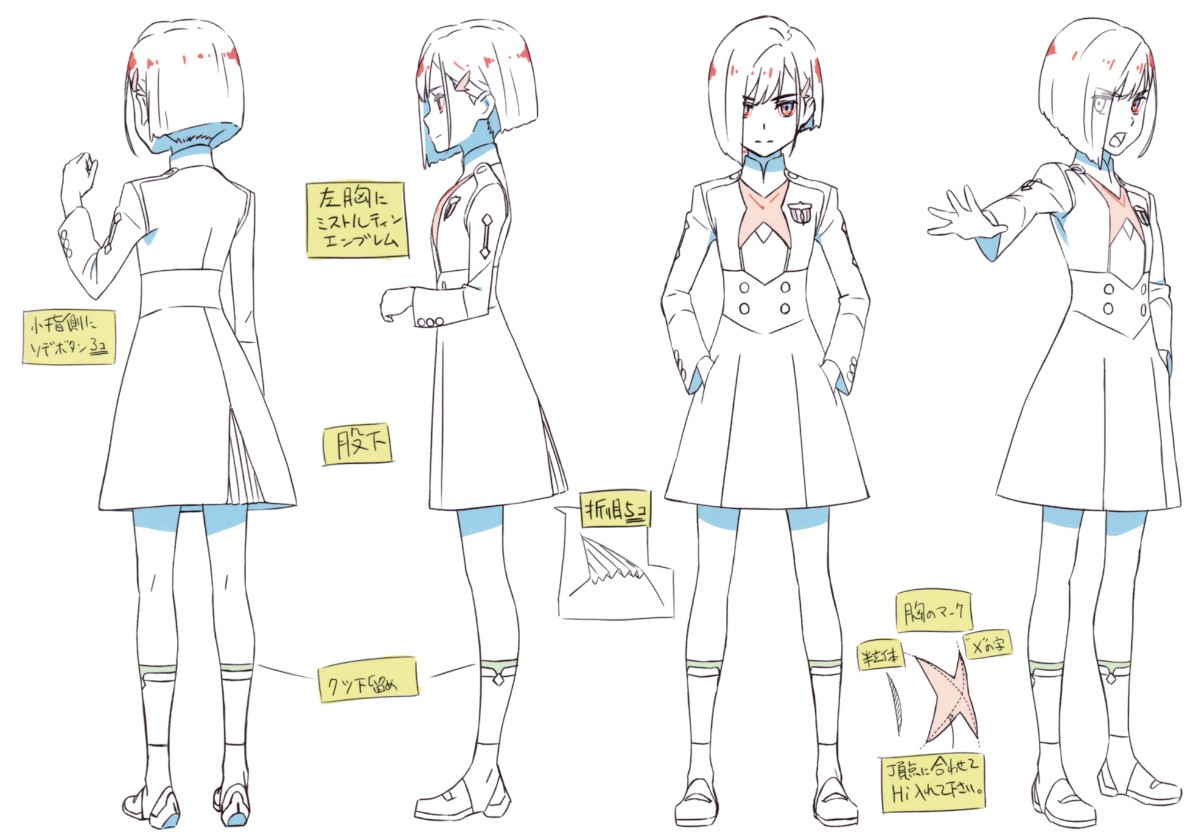 左胸に
ミストルティン
エンブレム
小指側に
ソデボタン3コ
股下
折り目5コ
クツ下留め
胸のマーク
半立体
"X"の字
頂点に合わせて
Hi入れて下さい。